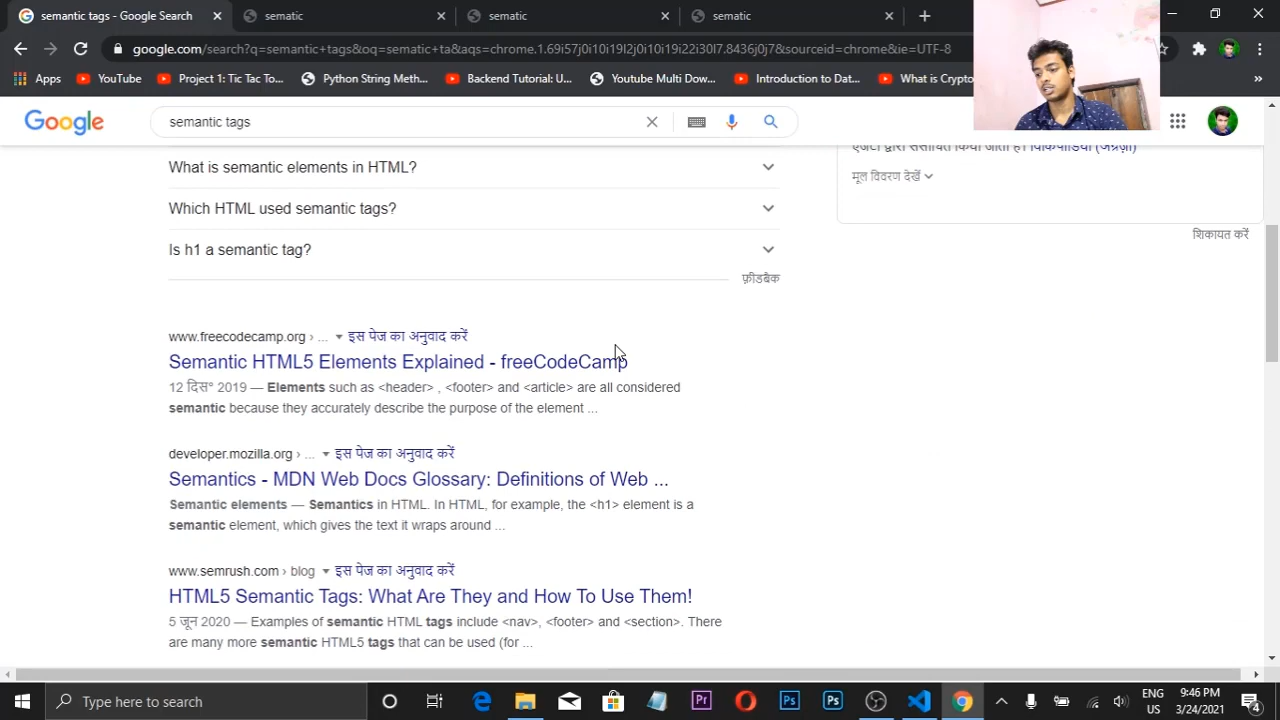 semantic tags - Google Search
sematic
sematic
sematic
google.com/search?q=semantic+tags&oq=sematic+ta&aqs=chrome.1.69i57j0i10i19l2j0i10i19i22i30l7.8436j0j7&sourceid=chrome&ie=UTF-8
Apps
YouTube
Project 1: Tic Tac To...
Python String Meth...
Backend Tutorial: U...
Youtube Multi Dow...
Introduction to Dat...
What is Crypto
»
Google
semantic tags
एजेंटों द्वारा संसाधित किया जाता है। विकिपीडिया (अंग्रेज़ी)
मूल विवरण देखें
शिकायत करें
What is semantic elements in HTML?
Which HTML used semantic tags?
Is h1 a semantic tag?
फ़ीडबैक
www.freecodecamp.org › ... इस पेज का अनुवाद करें
Semantic HTML5 Elements Explained - freeCodeCamp
12 दिस॰ 2019 — Elements such as <header> , <footer> and <article> are all considered
semantic because they accurately describe the purpose of the element ...
developer.mozilla.org › ... इस पेज का अनुवाद करें
Semantics - MDN Web Docs Glossary: Definitions of Web ...
Semantic elements — Semantics in HTML. In HTML, for example, the <h1> element is a
semantic element, which gives the text it wraps around ...
www.semrush.com › blog इस पेज का अनुवाद करें
HTML5 Semantic Tags: What Are They and How To Use Them!
5 जून 2020 — Examples of semantic HTML tags include <nav>, <footer> and <section>. There
are many more semantic HTML5 tags that can be used (for ...
Type here to search
Pr
Ps
Ps
ENG
US
9:46 PM
3/24/2021
4